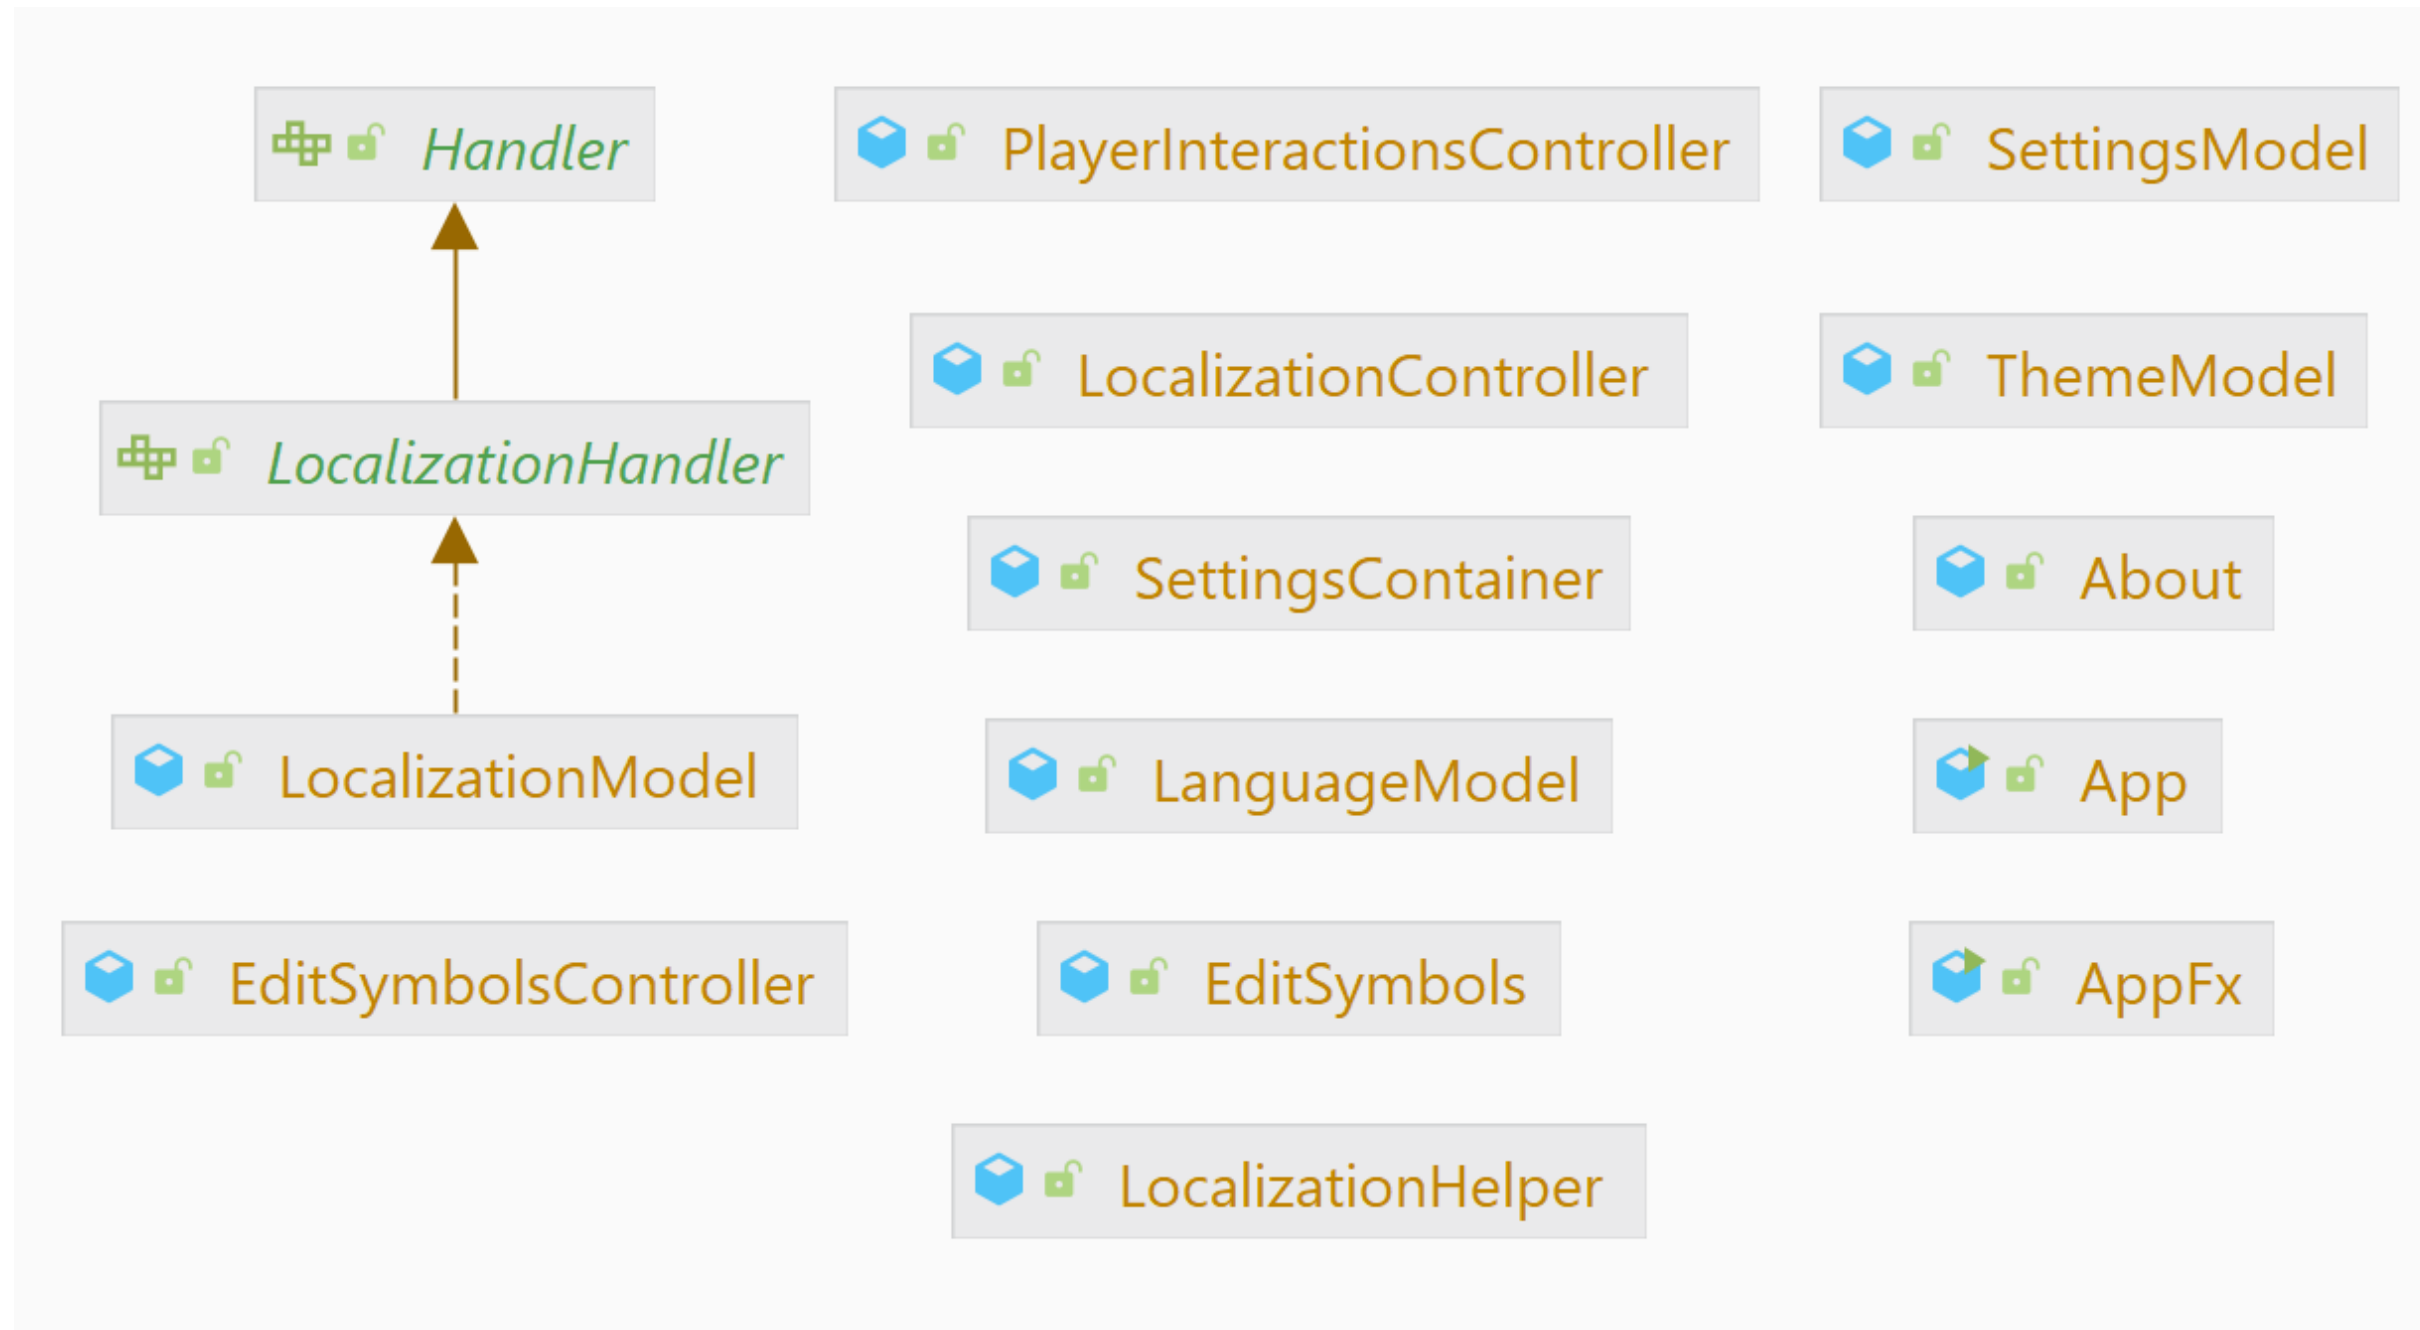 Handler
PlayerInteractionsController
SettingsModel
LocalizationController
ThemeModel
LocalizationHandler
SettingsContainer
About
LocalizationModel
LanguageModel
App
EditSymbolsController
EditSymbols
AppFx
LocalizationHelper